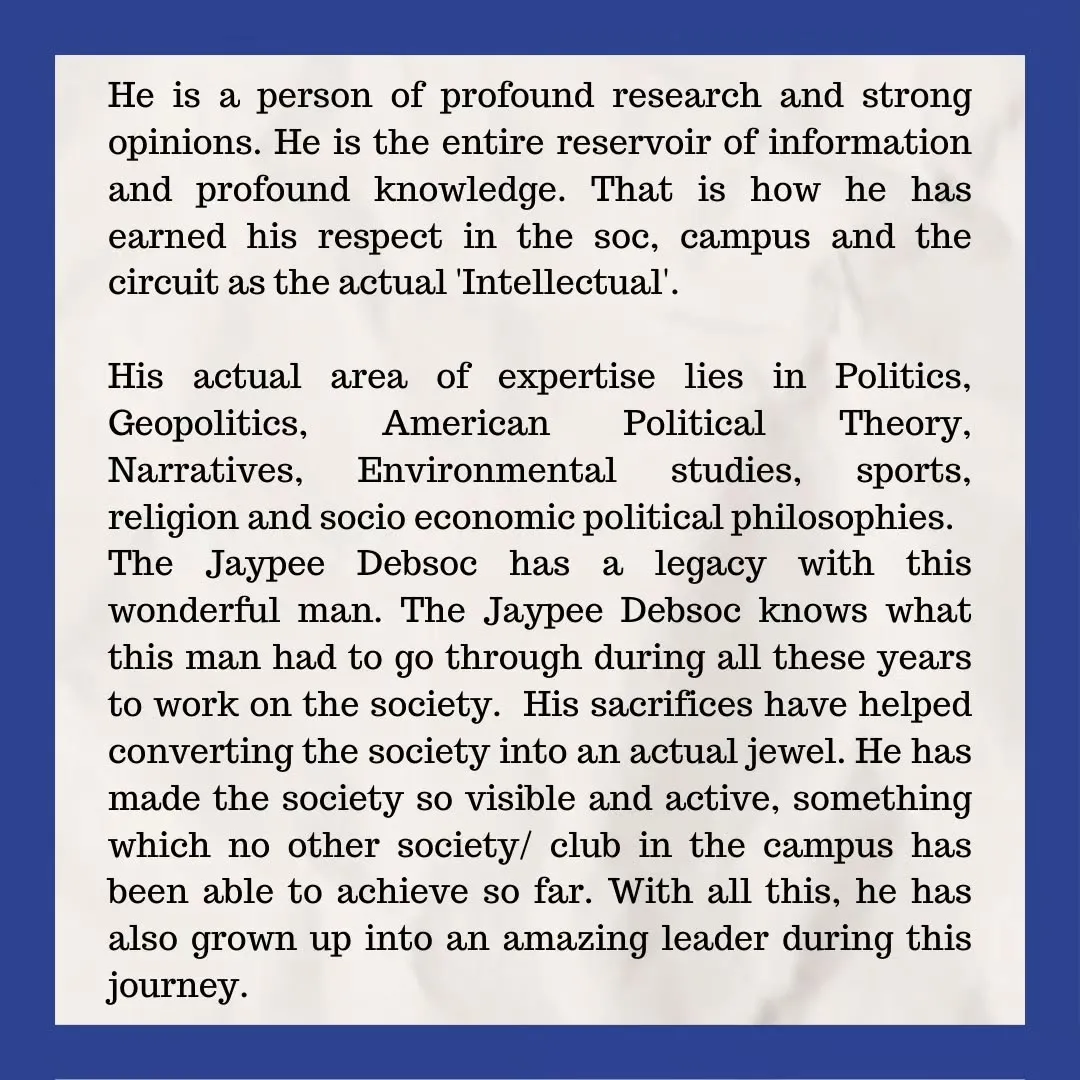 He is a person of profound research and strong
opinions. He is the entire reservoir of information
and profound knowledge. That is how he has
earned his respect in the soc, campus and the
circuit as the actual 'Intellectual'.
His actual area of expertise lies in Politics,
Geopolitics, American Political Theory,
Narratives, Environmental studies, sports,
religion and socio economic political philosophies.
The Jaypee Debsoc has a legacy with this
wonderful man. The Jaypee Debsoc knows what
this man had to go through during all these years
to work on the society.  His sacrifices have helped
converting the society into an actual jewel. He has
made the society so visible and active, something
which no other society/ club in the campus has
been able to achieve so far. With all this, he has
also grown up into an amazing leader during this
journey.